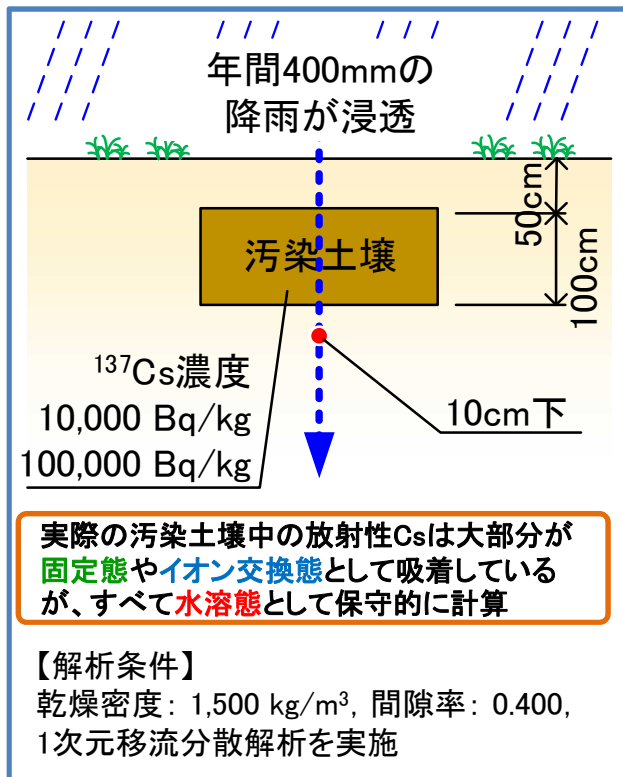 年間400mmの
降雨が浸透
50cm
汚染土壌
100cm
¹³⁷Cs濃度
10,000 Bq/kg
100,000 Bq/kg
10cm下
実際の汚染土壌中の放射性Csは大部分が
固定態やイオン交換態として吸着している
が、すべて水溶態として保守的に計算
【解析条件】
乾燥密度： 1,500 kg/m³, 間隙率： 0.400,
1次元移流分散解析を実施